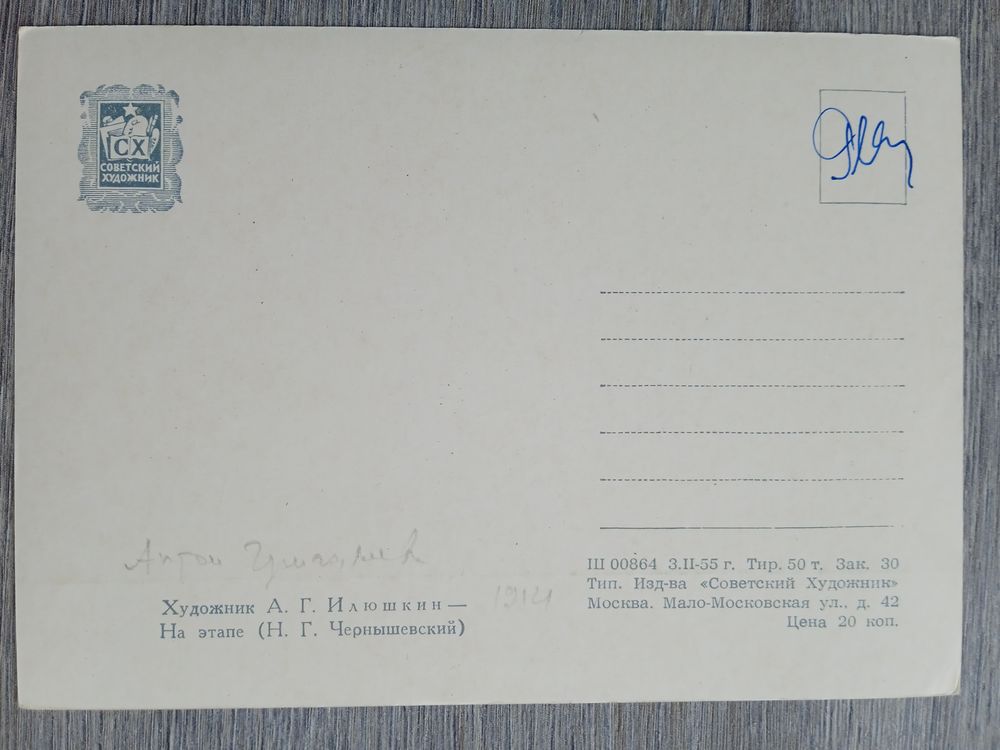 СХ
СОВЕТСКИЙ
ХУДОЖНИК
Художник А. Г. Илюшкин —
На этапе (Н. Г. Чернышевский)
1914
Ш 00864 3.II-55 г. Тир. 50 т. Зак. 30
Тип. Изд-ва «Советский Художник»
Москва. Мало-Московская ул., д. 42
Цена 20 коп.